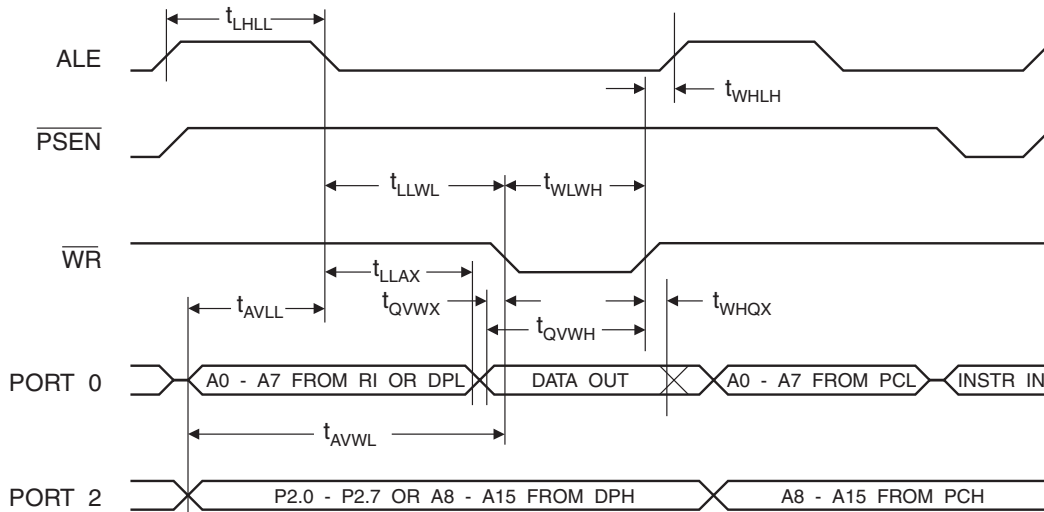 tLHLL
ALE
tWHLH
PSEN
tLLWL
tWLWH
WR
tLLAX
tQVWX
tWHQX
tAVLL
tQVWH
PORT 0
A0 - A7 FROM RI OR DPL
DATA OUT
A0 - A7 FROM PCL
INSTR IN
tAVWL
PORT 2
P2.0 - P2.7 OR A8 - A15 FROM DPH
A8 - A15 FROM PCH